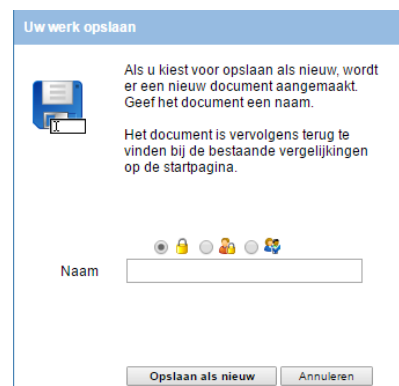 Uw werk opslaan
Als u kiest voor opslaan als nieuw, wordt
er een nieuw document aangemaakt.
Geef het document een naam.
Het document is vervolgens terug te
vinden bij de bestaande vergelijkingen
op de startpagina.
Naam
Opslaan als nieuw Annuleren